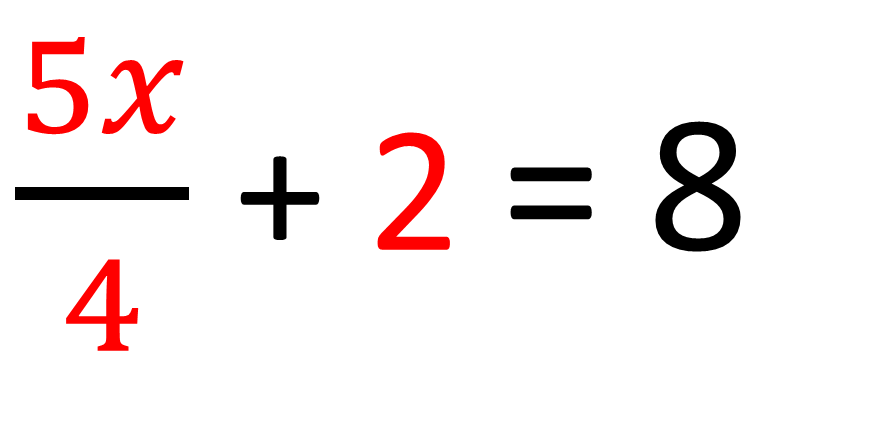 5x/4 + 2 = 8